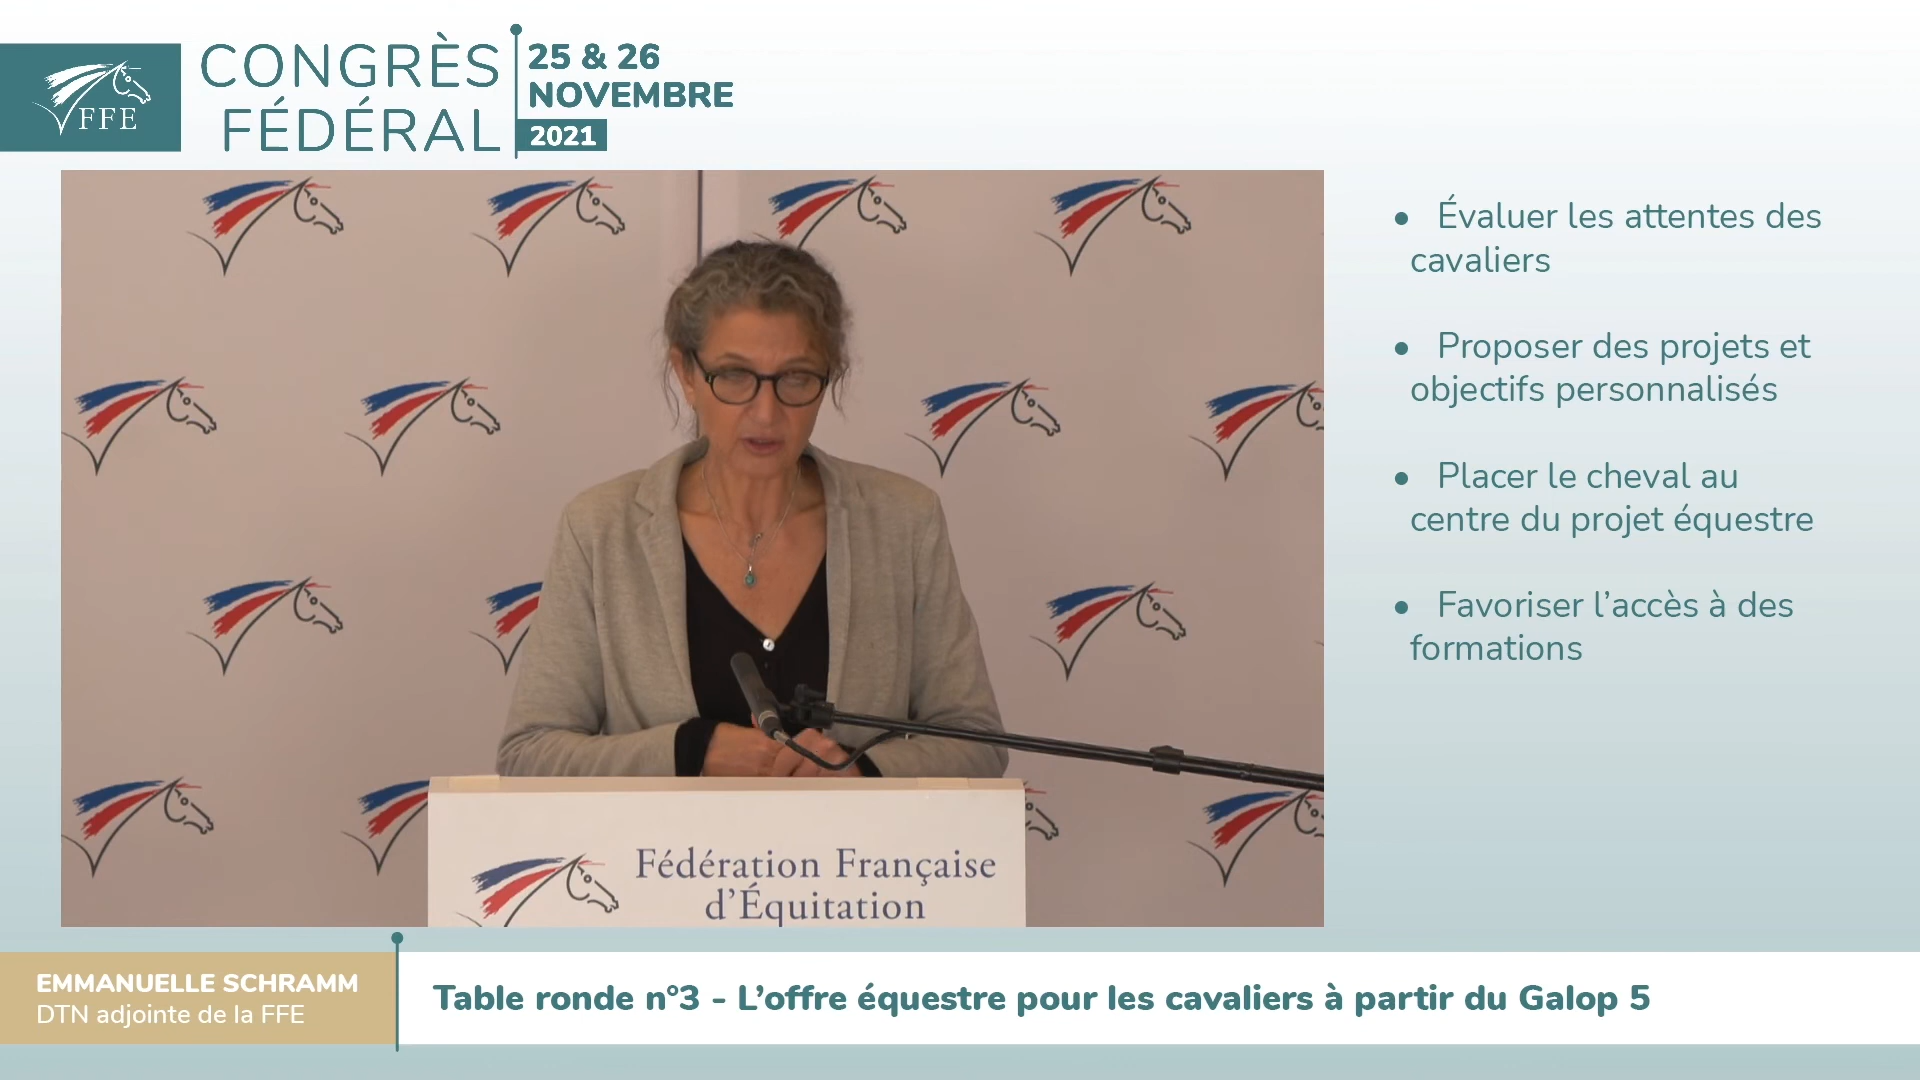 FFE
CONGRÈS
FÉDÉRAL
25 & 26
NOVEMBRE
2021
• Évaluer les attentes des
cavaliers
• Proposer des projets et
objectifs personnalisés
• Placer le cheval au
centre du projet équestre
• Favoriser l’accès à des
formations
Fédération Française
d’Équitation
EMMANUELLE SCHRAMM
DTN adjointe de la FFE
Table ronde n°3 - L’offre équestre pour les cavaliers à partir du Galop 5